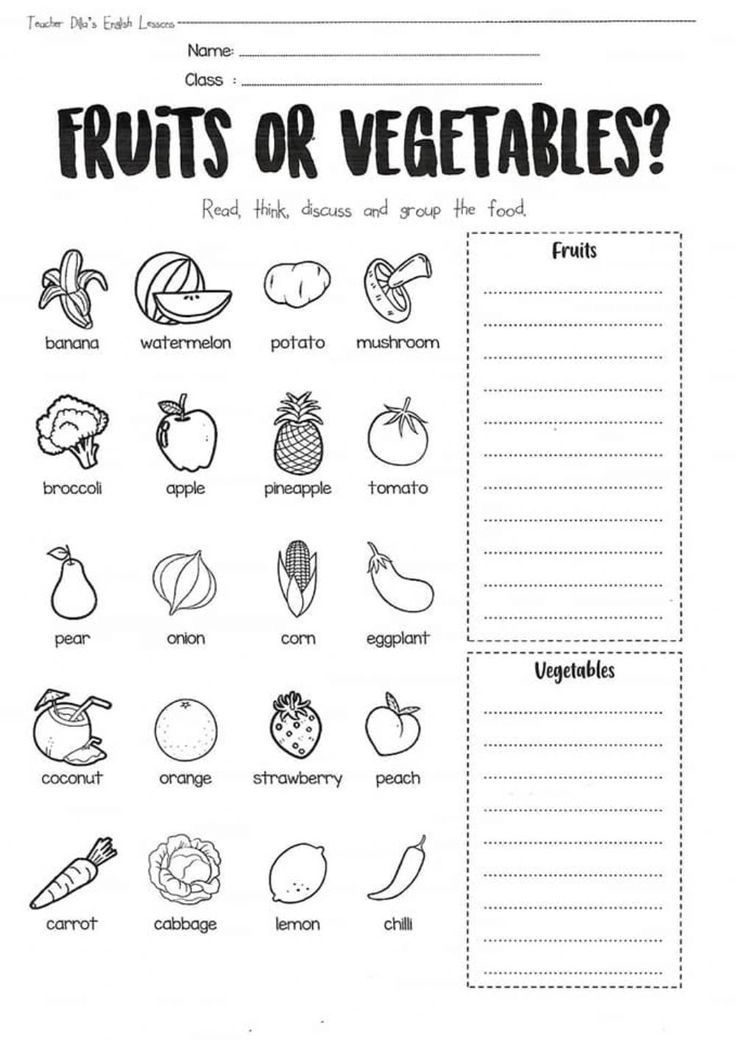 Teacher Dilla's English Lessons
Name:
Class :
FRUITS OR VEGETABLES?
Read, think, discuss and group the food.
Fruits
banana watermelon potato mushroom
broccoli apple pineapple tomato
pear onion corn eggplant
Vegetables
coconut orange strawberry peach
carrot cabbage lemon chilli